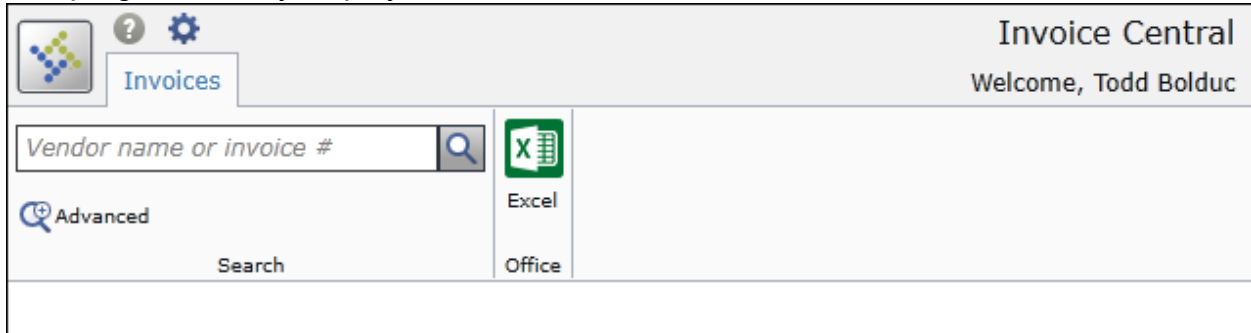 Invoice Central
Invoices
Welcome, Todd Bolduc
Vendor name or invoice #
Advanced
Excel
Search
Office